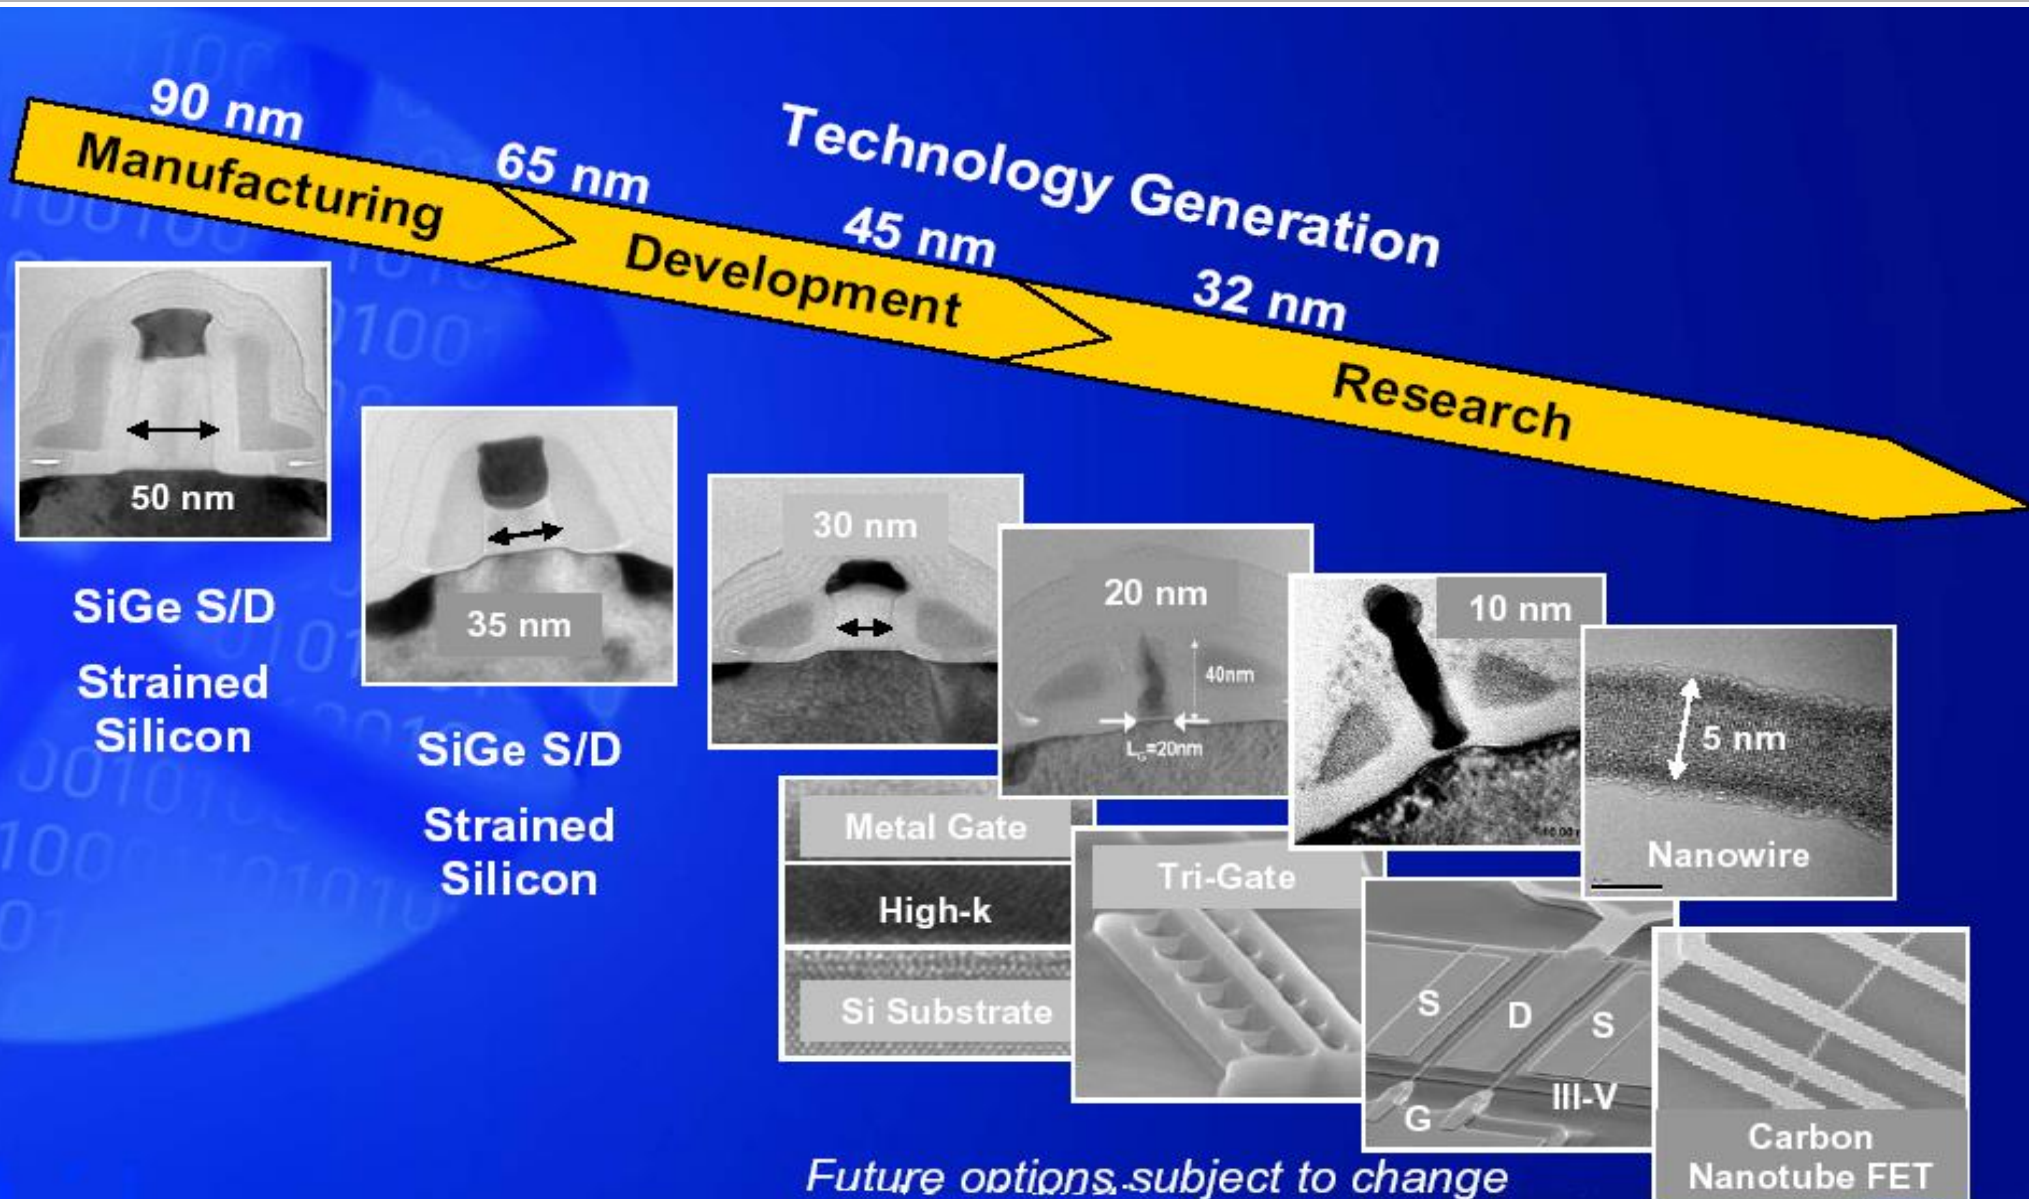 Technology Generation
90 nm
65 nm
45 nm
32 nm
Manufacturing
Development
Research
50 nm
SiGe S/D
Strained
Silicon
35 nm
SiGe S/D
Strained
Silicon
30 nm
Metal Gate
High-k
Si Substrate
20 nm
40nm
LG=20nm
Tri-Gate
10 nm
S
D
S
III-V
G
5 nm
Nanowire
Carbon
Nanotube FET
Future options subject to change